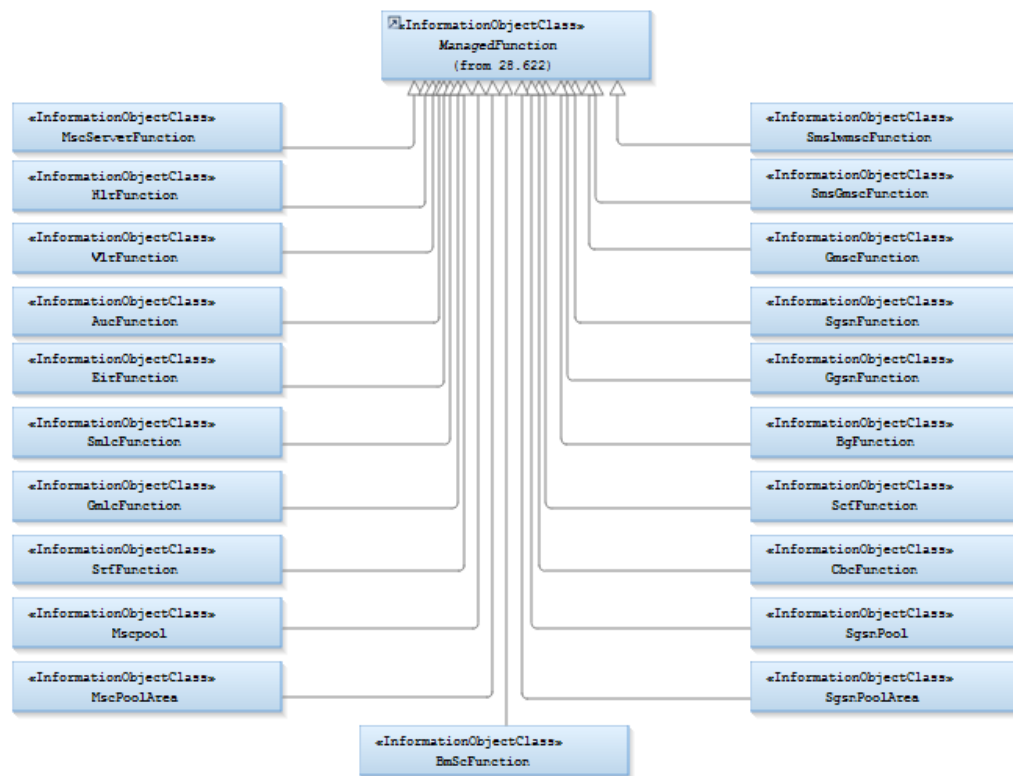 «InformationObjectClass»
ManagedFunction
(from 28.622)
«InformationObjectClass»
MscServerFunction
«InformationObjectClass»
HlrFunction
«InformationObjectClass»
VlrFunction
«InformationObjectClass»
AucFunction
«InformationObjectClass»
EirFunction
«InformationObjectClass»
SmlcFunction
«InformationObjectClass»
GmlcFunction
«InformationObjectClass»
SrfFunction
«InformationObjectClass»
Mscpool
«InformationObjectClass»
MscPoolArea
«InformationObjectClass»
SmsIwmscFunction
«InformationObjectClass»
SmsGmscFunction
«InformationObjectClass»
GmscFunction
«InformationObjectClass»
SgsnFunction
«InformationObjectClass»
GgsnFunction
«InformationObjectClass»
BgFunction
«InformationObjectClass»
ScfFunction
«InformationObjectClass»
CbcFunction
«InformationObjectClass»
SgsnPool
«InformationObjectClass»
SgsnPoolArea
«InformationObjectClass»
BmScFunction